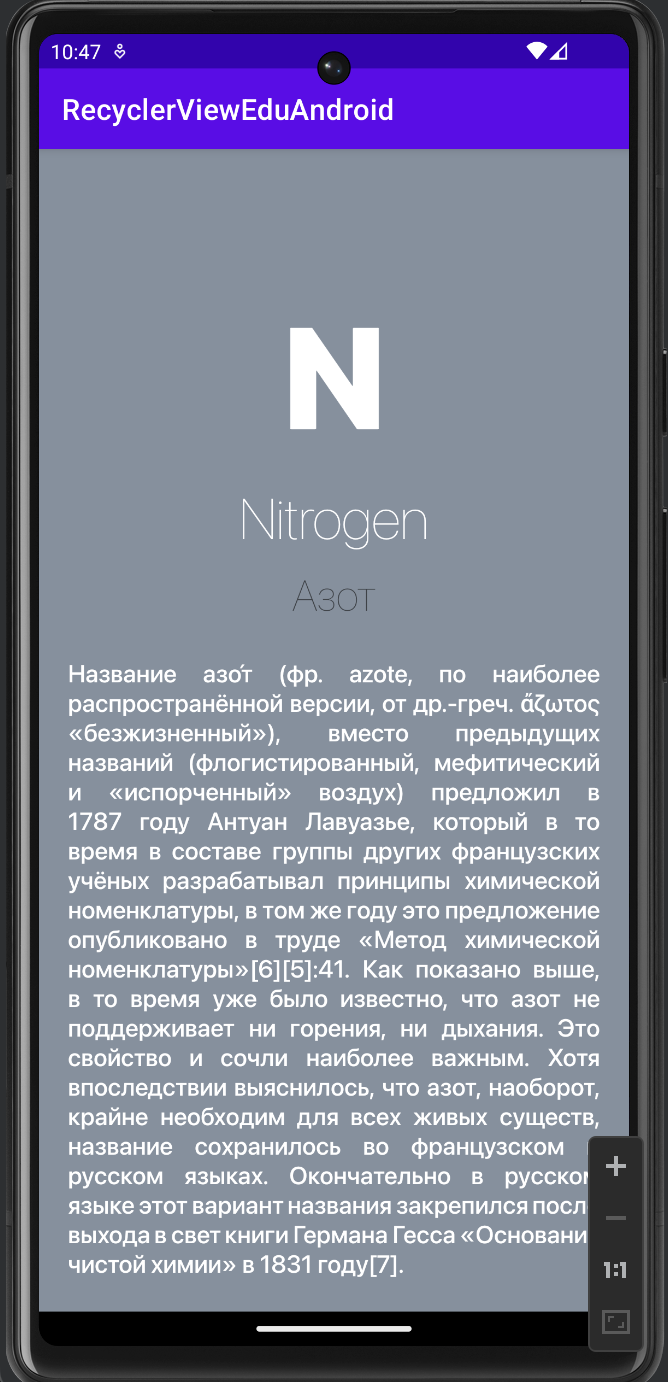 10:47
RecyclerViewEduAndroid
N
Nitrogen
Азот
Название азо́т (фр. azote, по наиболее
распространённой версии, от др.-греч. ἄζωτος
«безжизненный»), вместо предыдущих
названий (флогистированный, мефитический
и «испорченный» воздух) предложил в
1787 году Антуан Лавуазье, который в то
время в составе группы других французских
учёных разрабатывал принципы химической
номенклатуры, в том же году это предложение
опубликовано в труде «Метод химической
номенклатуры»[6][5]:41. Как показано выше,
в то время уже было известно, что азот не
поддерживает ни горения, ни дыхания. Это
свойство и сочли наиболее важным. Хотя
впоследствии выяснилось, что азот, наоборот,
крайне необходим для всех живых существ,
название сохранилось во французском
русском языках. Окончательно в русском
языке этот вариант названия закрепился посл
выхода в свет книги Германа Гесса «Основани
чистой химии» в 1831 году[7].
1:1